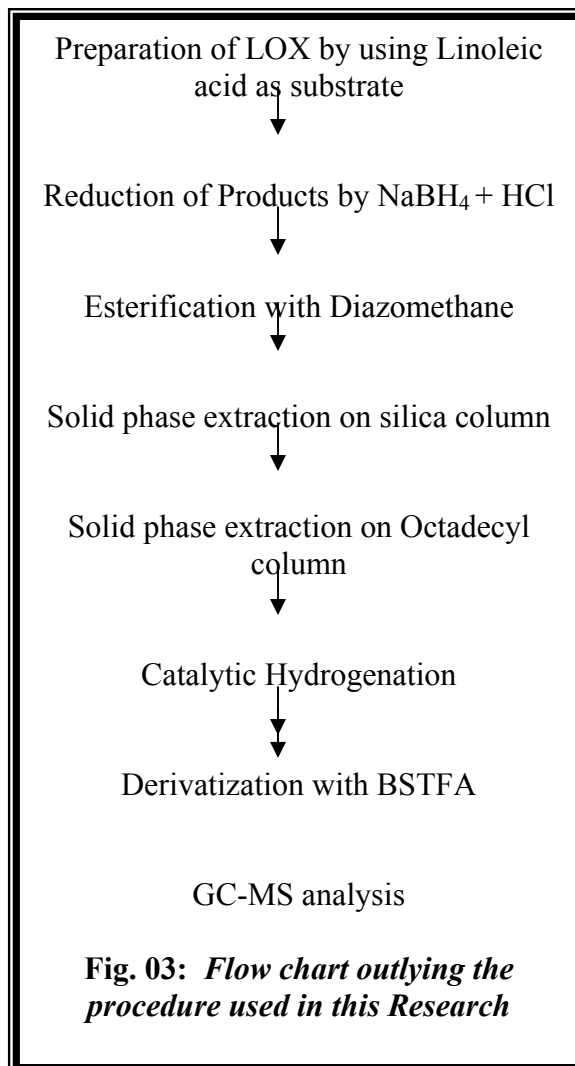 Preparation of LOX by using Linoleic
acid as substrate
Reduction of Products by NaBH₄ + HCl
Esterification with Diazomethane
Solid phase extraction on silica column
Solid phase extraction on Octadecyl
column
Catalytic Hydrogenation
Derivatization with BSTFA
GC-MS analysis
Fig. 03: Flow chart outlying the
procedure used in this Research